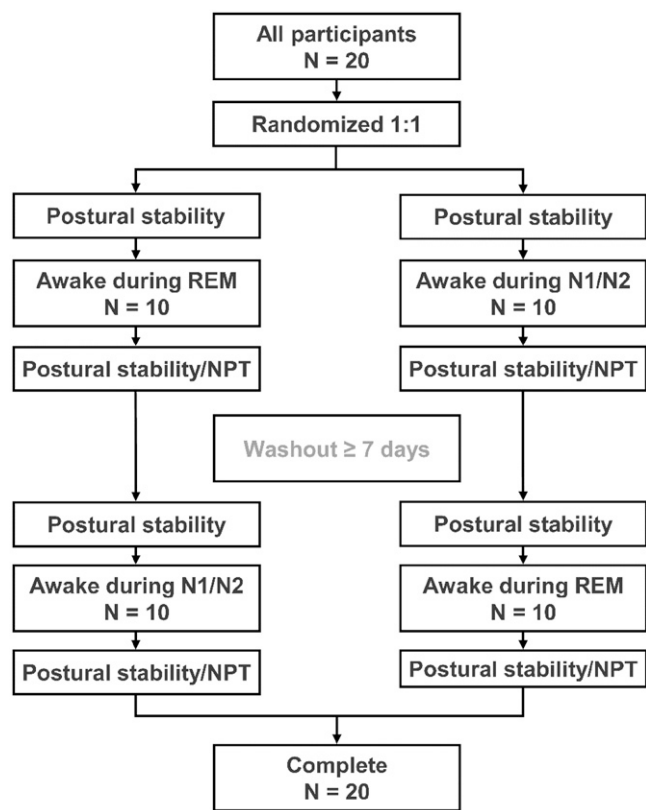 All participants
N = 20
Randomized 1:1
Postural stability
Postural stability
Awake during REM
N = 10
Awake during N1/N2
N = 10
Postural stability/NPT
Postural stability/NPT
Washout ≥ 7 days
Postural stability
Postural stability
Awake during N1/N2
N = 10
Awake during REM
N = 10
Postural stability/NPT
Postural stability/NPT
Complete
N = 20